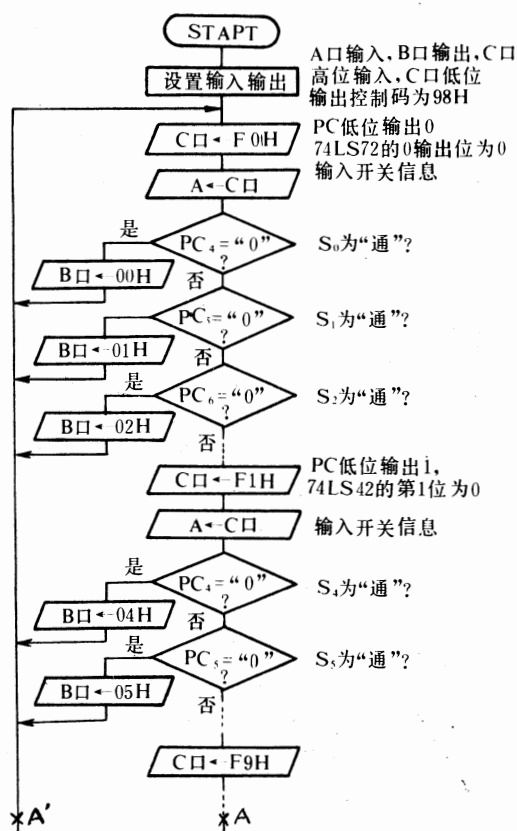 STAPT
A口输入,B口输出,C口
高位输入,C口低位
输出控制码为98H
设置输入输出
C口←F0H
PC低位输出0
74LS72的0输出位为0
A←C口
输入开关信息
PC₄=“0”
?
S₀为“通”?
是
B口←00H
否
PC₅=“0”
?
S₁为“通”?
是
B口←01H
否
PC₆=“0”
?
S₂为“通”?
是
B口←02H
否
C口←F1H
PC低位输出1,
74LS42的第1位为0
A←C口
输入开关信息
PC₄=“0”
?
S₄为“通”?
是
B口←04H
否
PC₅=“0”
?
S₅为“通”?
是
B口←05H
否
C口←F9H
A′
A